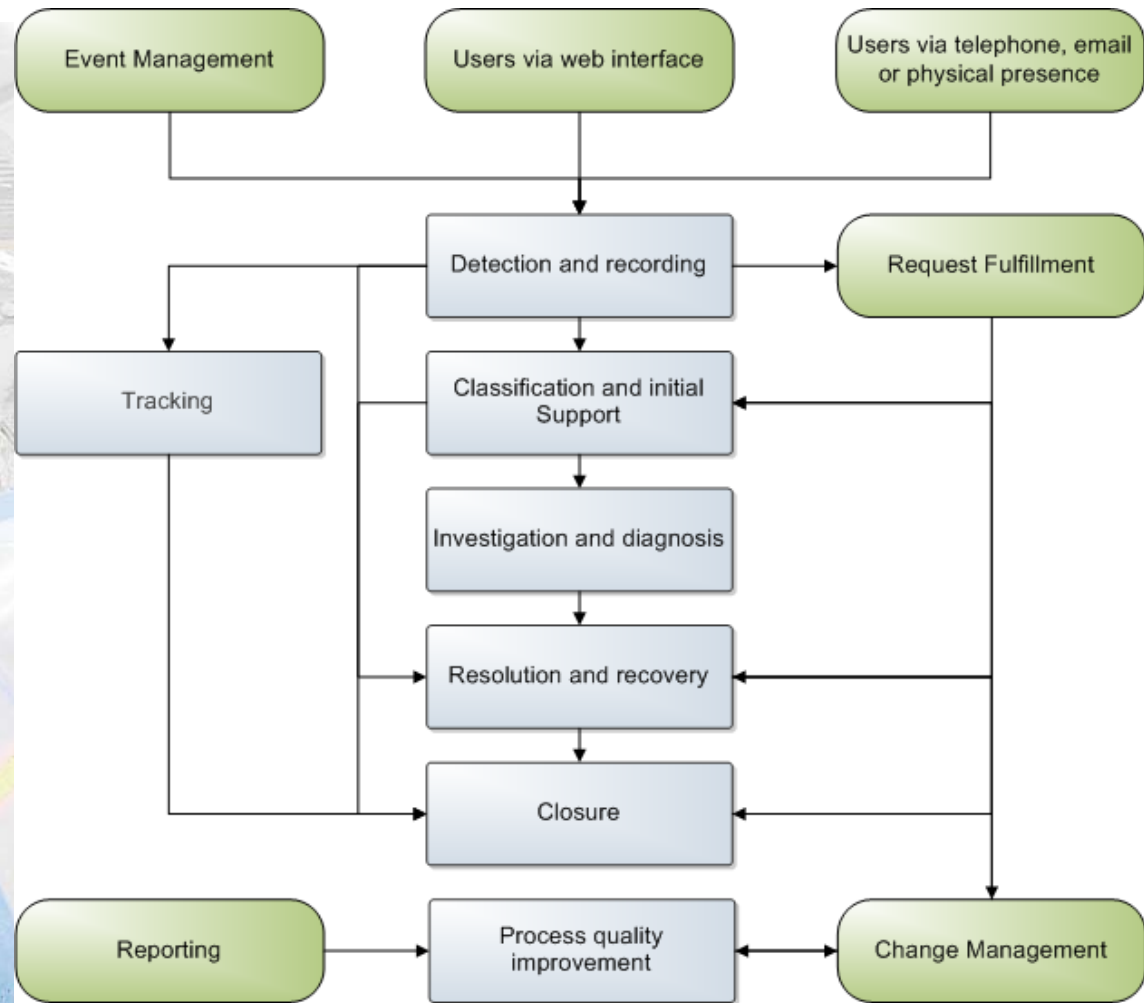 Event Management
Users via web interface
Users via telephone, email
or physical presence
Detection and recording
Request Fulfillment
Tracking
Classification and initial
Support
Investigation and diagnosis
Resolution and recovery
Closure
Reporting
Process quality
improvement
Change Management